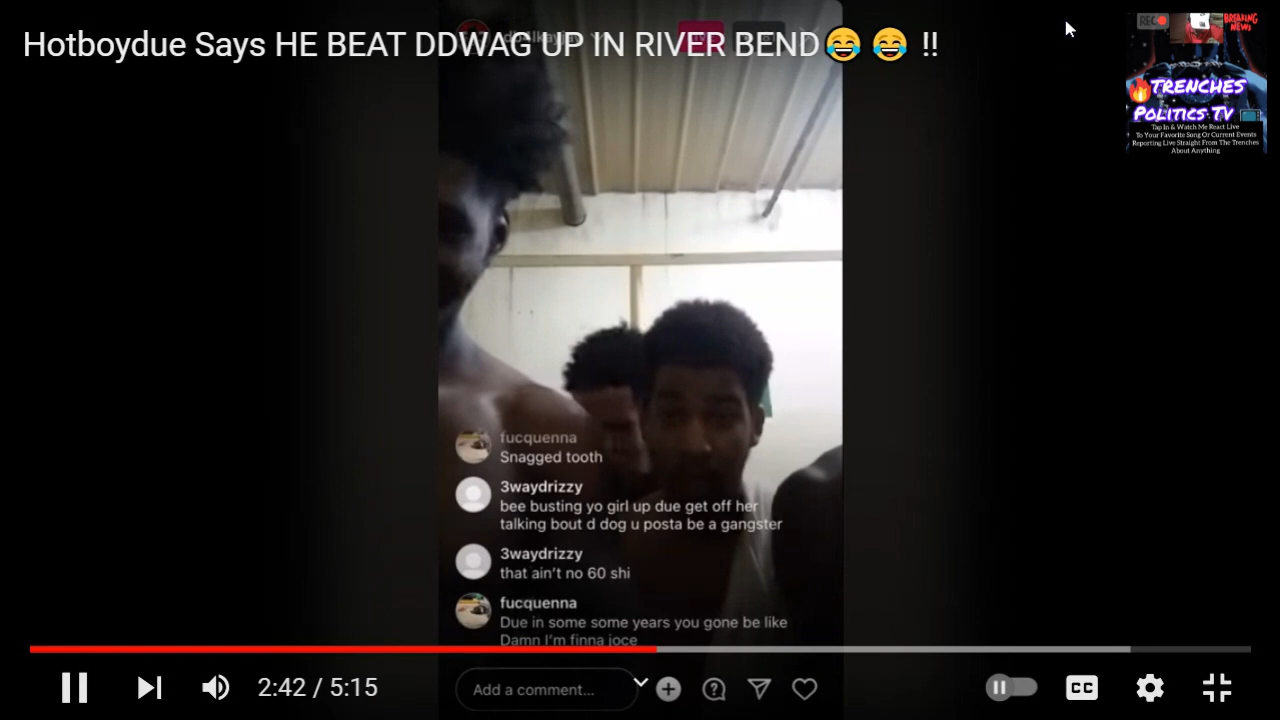 Hotboydue Says HE BEAT DDWAG UP IN RIVER BEND😂 😂 !!
REC
BREAKING
NEWS
🔥TRENCHES
POLITICS TV
Tap In & Watch Me React Live
To Your Favorite Song Or Current Events
Reporting Live Straight From The Trenches
About Anything
fucquenna
Snagged tooth
3waydrizzy
bee busting yo girl up due get off her
talking bout d dog u posta be a gangster
3waydrizzy
that ain't no 60 shi
fucquenna
Due in some some years you gone be like
Damn I'm finna joce
Add a comment...
2:42 / 5:15
CC